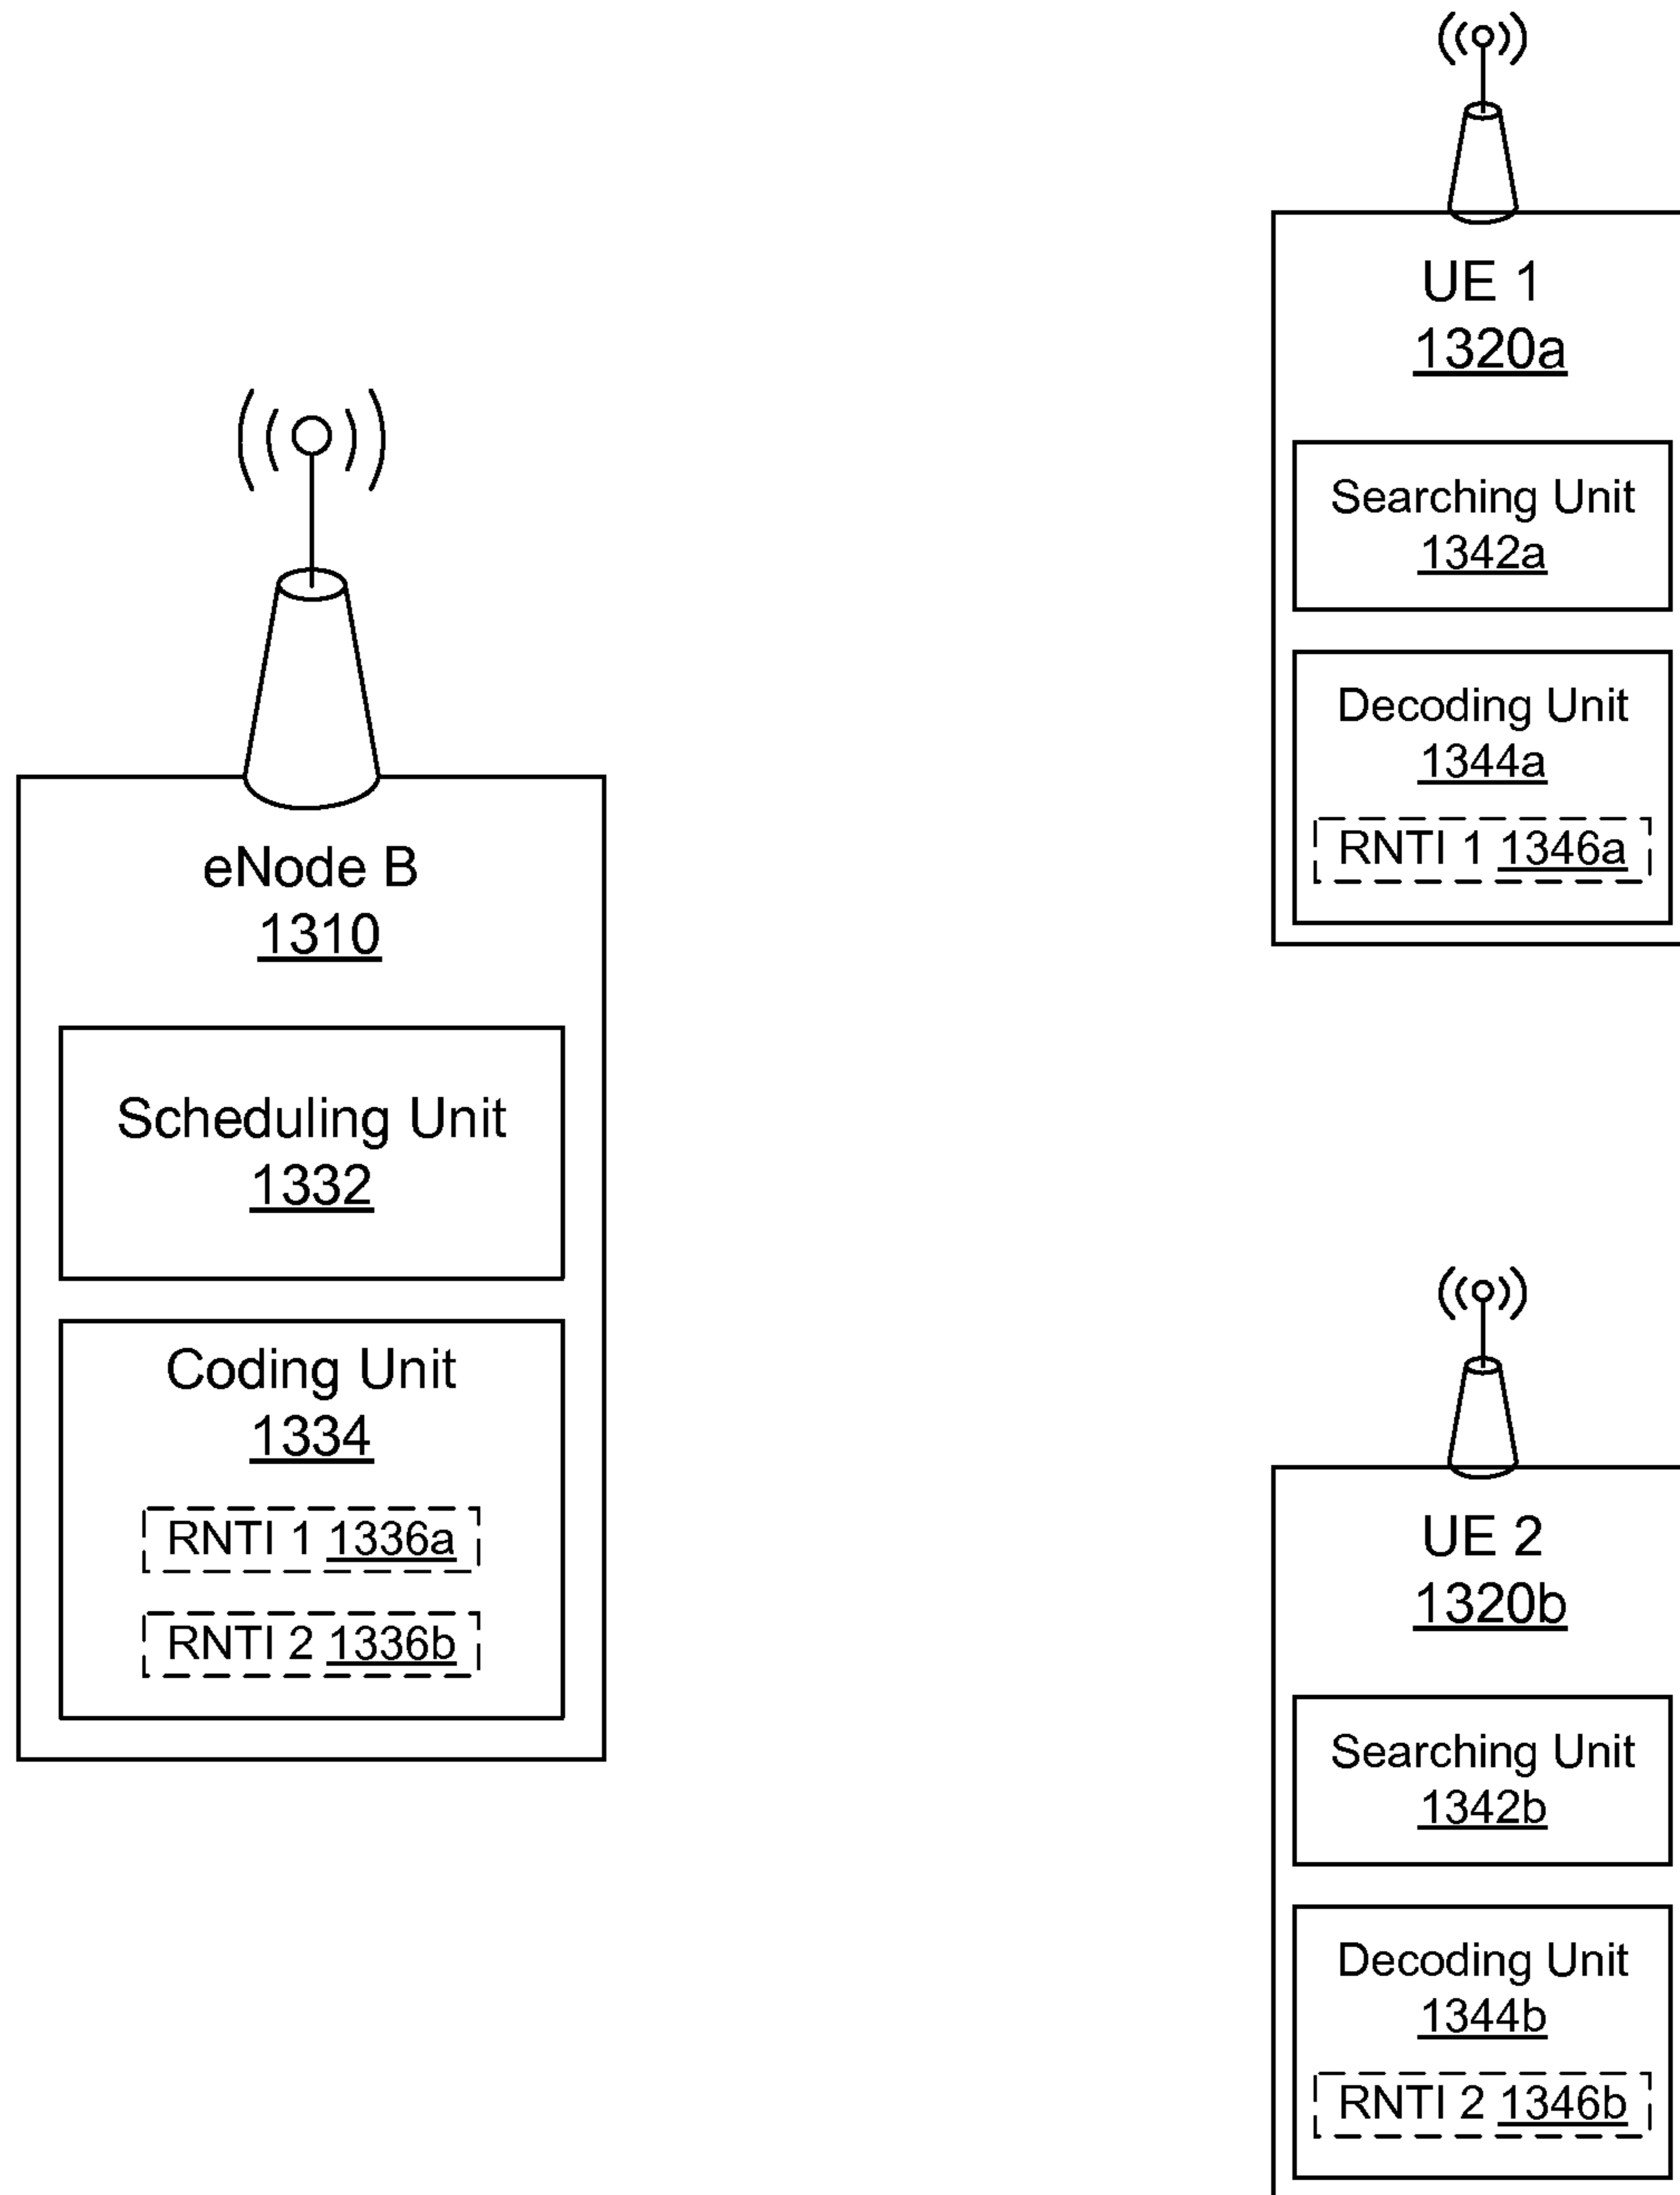 eNode B
1310
Scheduling Unit
1332
Coding Unit
1334
RNTI 1 1336a
RNTI 2 1336b
UE 1
1320a
Searching Unit
1342a
Decoding Unit
1344a
RNTI 1 1346a
UE 2
1320b
Searching Unit
1342b
Decoding Unit
1344b
RNTI 2 1346b